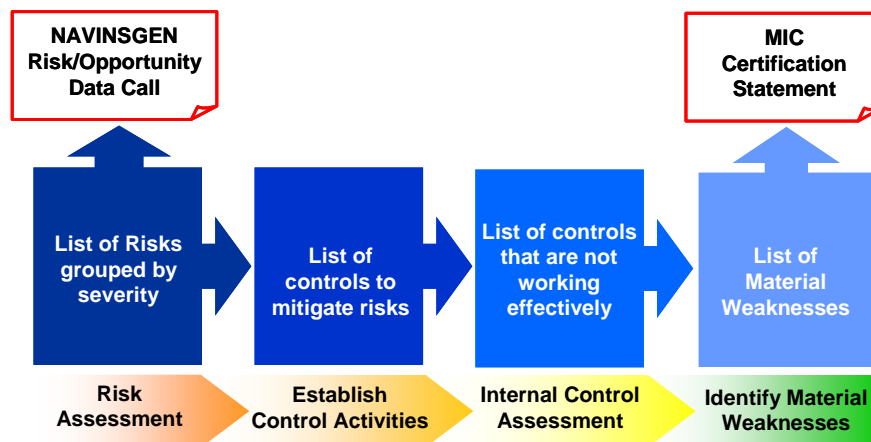 NAVINSGEN
Risk/Opportunity
Data Call
MIC
Certification
Statement
List of Risks
grouped by
severity
List of
controls to
mitigate risks
List of controls
that are not
working
effectively
List of
Material
Weaknesses
Risk
Assessment
Establish
Control Activities
Internal Control
Assessment
Identify Material
Weaknesses